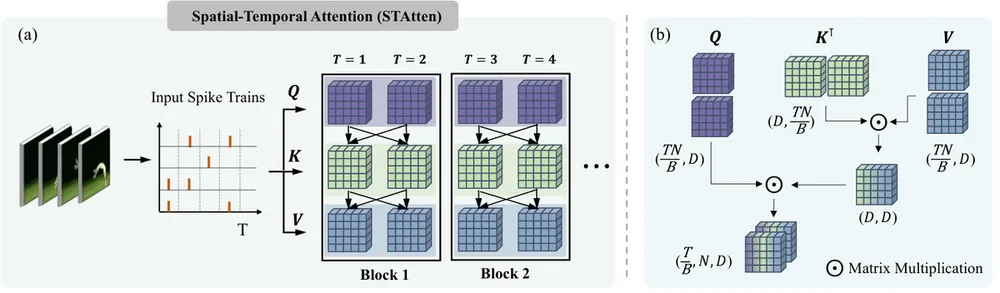 Spatial-Temporal Attention (STAtten)
(a)
Input Spike Trains
T
Q
K
V
T = 1
T = 2
T = 3
T = 4
Block 1
Block 2
...
(b)
Q
K⊺
V
(TN/B, D)
(D, TN/B)
(TN/B, D)
(D, D)
(T/B, N, D)
⊙ Matrix Multiplication